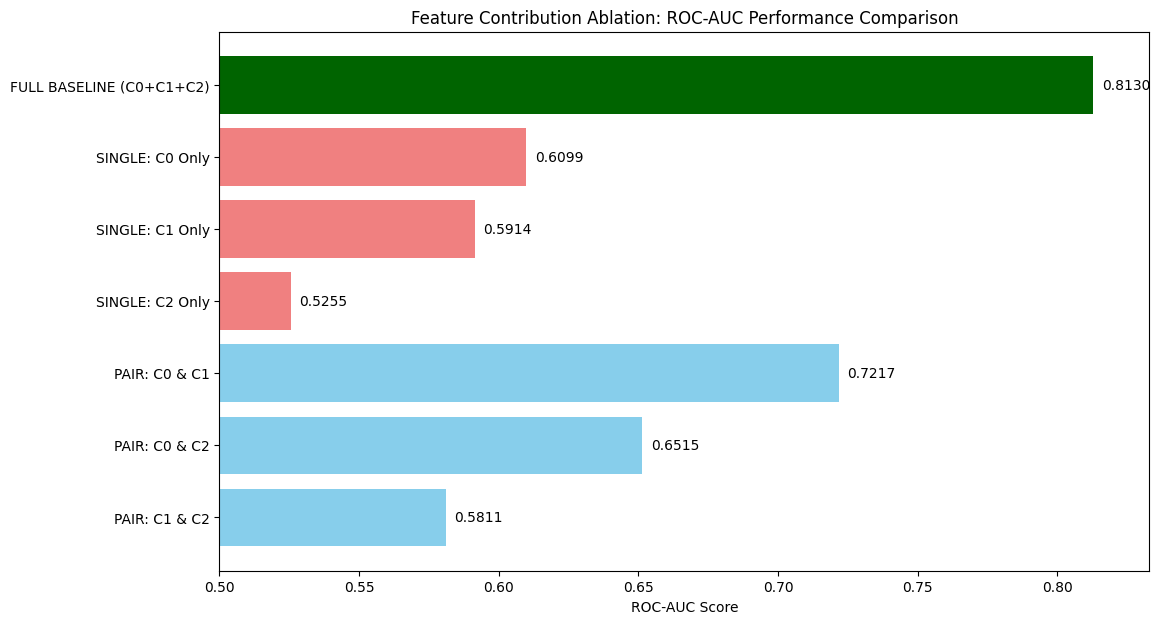 Feature Contribution Ablation: ROC-AUC Performance Comparison
FULL BASELINE (C0+C1+C2)
0.8130
SINGLE: C0 Only
0.6099
SINGLE: C1 Only
0.5914
SINGLE: C2 Only
0.5255
PAIR: C0 & C1
0.7217
PAIR: C0 & C2
0.6515
PAIR: C1 & C2
0.5811
0.50 0.55 0.60 0.65 0.70 0.75 0.80
ROC-AUC Score